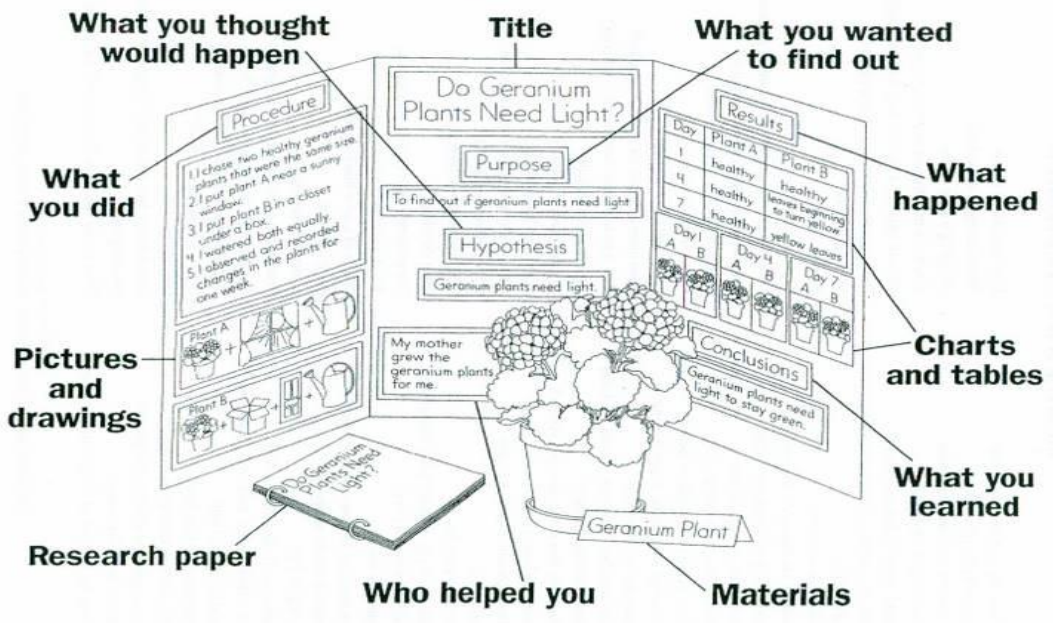 What you thought
would happen
Title
What you wanted
to find out
Procedure
1. I chose two healthy geranium
plants that were the same size.
2. I put plant A near a sunny
window.
3. I put plant B in a closet
under a box.
4. I watered both equally.
5. I observed and recorded
changes in the plants for
one week.
What
you did
Plant A
Plant B
Pictures
and
drawings
Do Geranium
Plants Need Light?
Purpose
To find out if geranium plants need light
Hypothesis
Geranium plants need light.
My mother
grew the
geranium plants
for me.
Results
Day Plant A Plant B
1 healthy healthy
4 healthy leaves beginning
to turn yellow
7 healthy yellow leaves
What
happened
Day 1 Day 4 Day 7
A B A B A B
Charts
and tables
Conclusions
Geranium plants need
light to stay green.
What you
learned
Do Geranium
Plants Need
Light?
Research paper
Who helped you
Geranium Plant
Materials